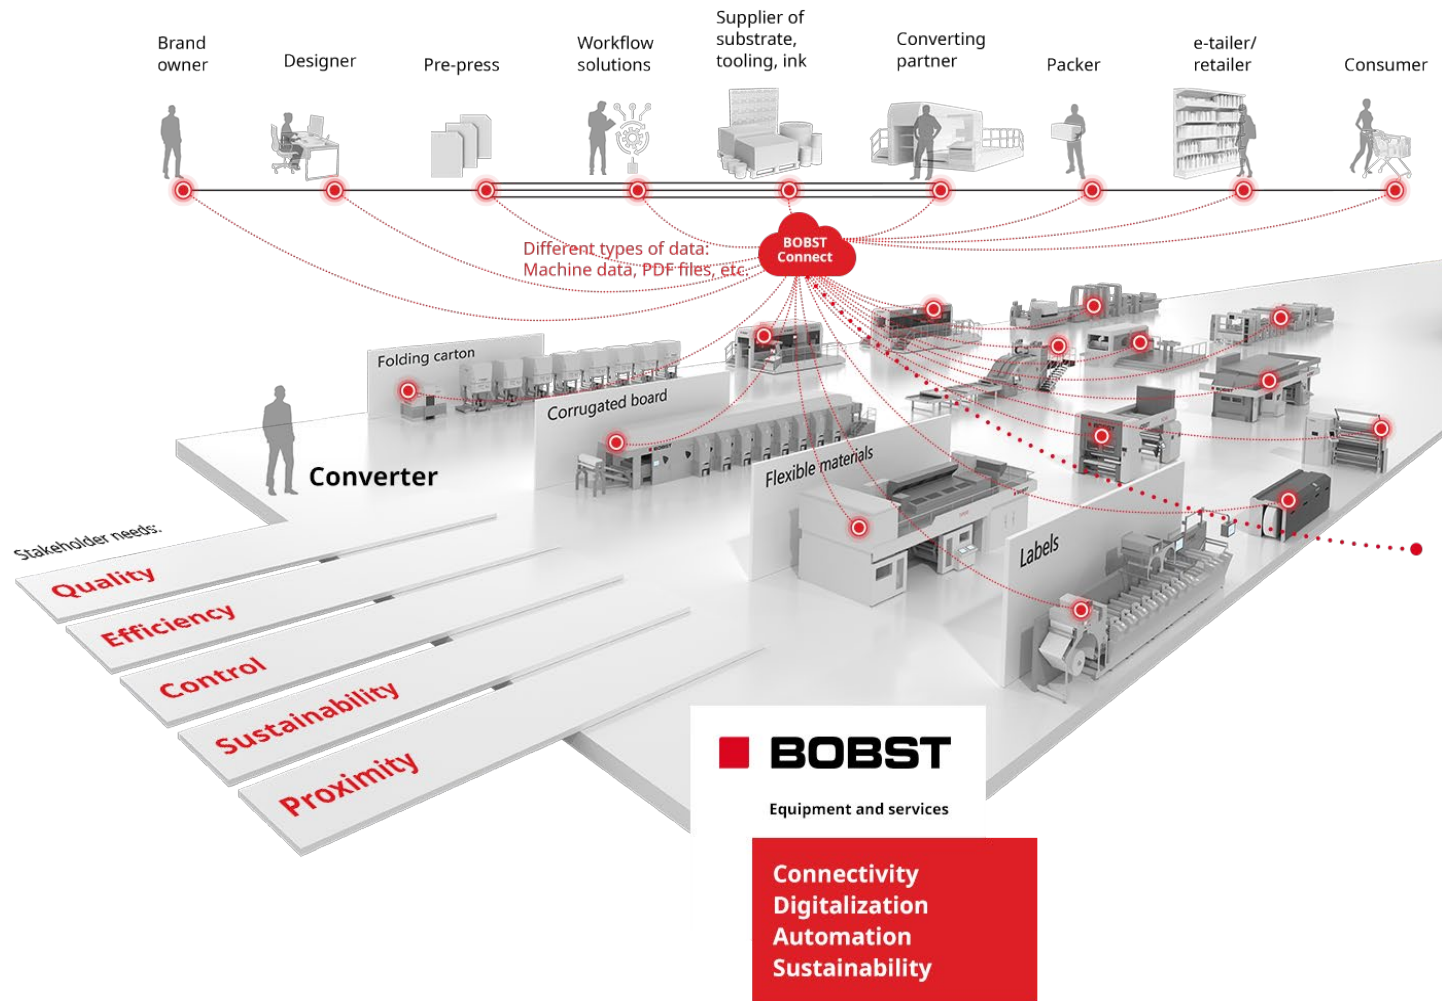 Brand
owner
Designer
Pre-press
Workflow
solutions
Supplier of
substrate,
tooling, ink
Converting
partner
Packer
e-tailer/
retailer
Consumer
BOBST
Connect
Different types of data:
Machine data, PDF files, etc.
Folding carton
Corrugated board
BOBST
Flexible materials
BOBST
Labels
Converter
Stakeholder needs:
Quality
Efficiency
Control
Sustainability
Proximity
BOBST
Equipment and services
Connectivity
Digitalization
Automation
Sustainability